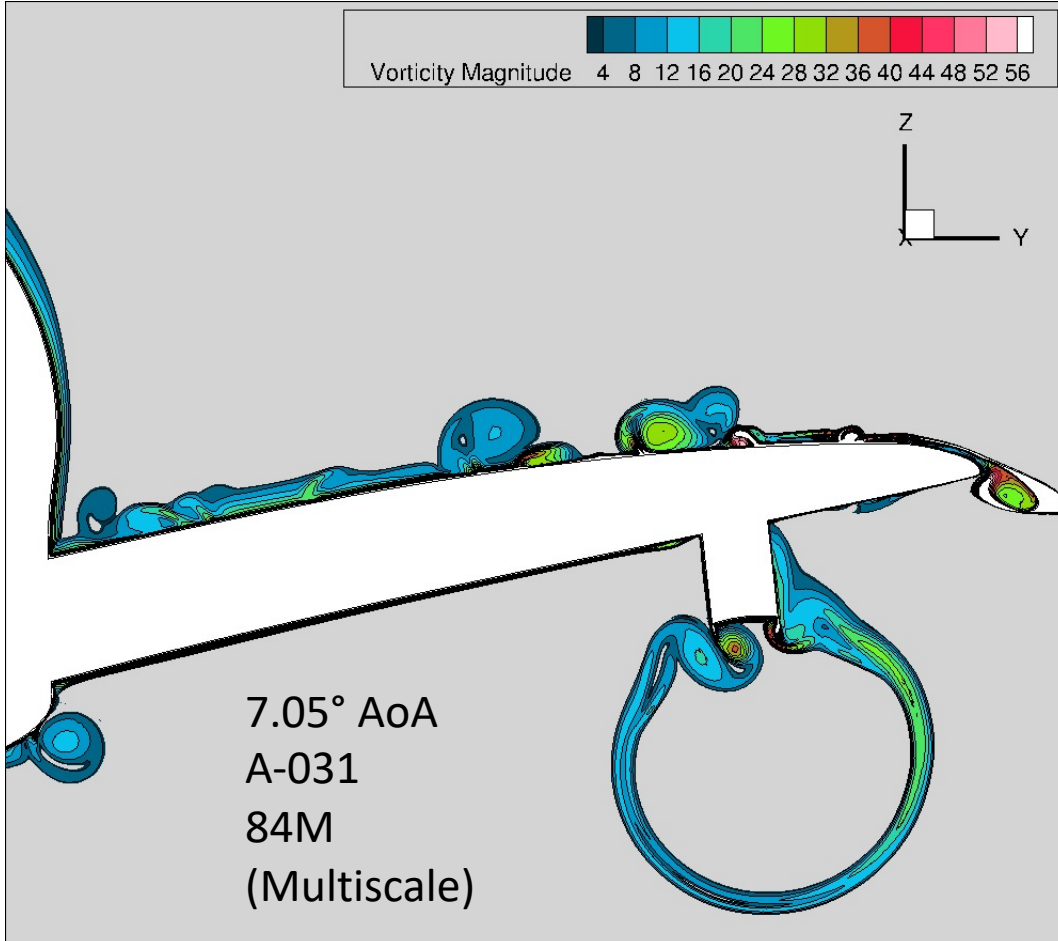 Vorticity Magnitude 4 8 12 16 20 24 28 32 36 40 44 48 52 56
Z
X Y
7.05° AoA
A-031
84M
(Multiscale)